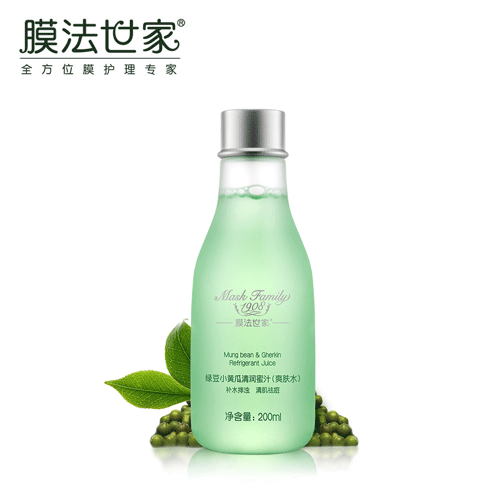 膜法世家®
全方位膜护理专家
Mask Family
1908
膜法世家®
Mung bean & Gherkin
Refrigerant Juice
绿豆小黄瓜清润蜜汁(爽肤水)
补水排浊 清肌祛痘
净含量:200ml